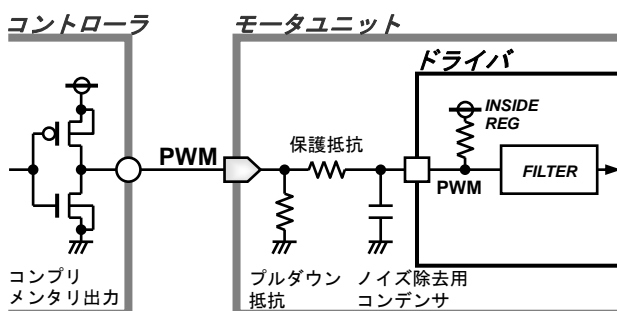 コントローラ
モータユニット
ドライバ
INSIDE
REG
保護抵抗
PWM
PWM
FILTER
コンプリ
メンタリ出力
プルダウン
抵抗
ノイズ除去用
コンデンサ